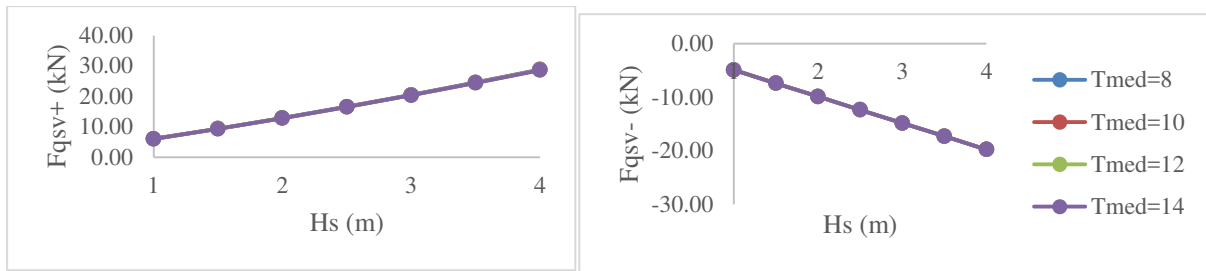 40.00
30.00
20.00
10.00
0.00
Fqsv+ (kN)
1 2 3 4
Hs (m)
0.00
-10.00
-20.00
-30.00
Fqsv- (kN)
1 2 3 4
Hs (m)
Tmed=8
Tmed=10
Tmed=12
Tmed=14